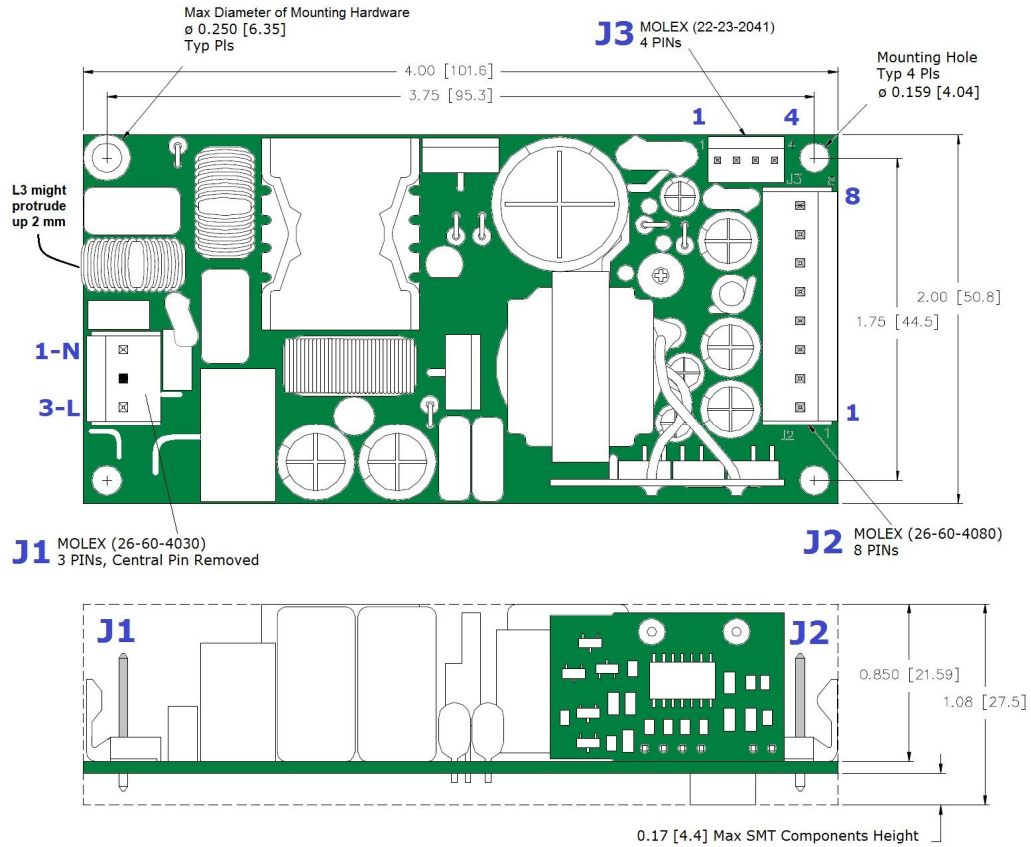 Max Diameter of Mounting Hardware
ø 0.250 [6.35]
Typ Pls
J3 MOLEX (22-23-2041)
4 PINs
Mounting Hole
Typ 4 Pls
ø 0.159 [4.04]
4.00 [101.6]
3.75 [95.3]
1 4
1 4
J3 8
8
L3 might
protrude
up 2 mm
2.00 [50.8]
1.75 [44.5]
1-N
3-L
1
J2 1
J1 MOLEX (26-60-4030)
3 PINs, Central Pin Removed
J2 MOLEX (26-60-4080)
8 PINs
J1 J2
0.850 [21.59]
1.08 [27.5]
0.17 [4.4] Max SMT Components Height